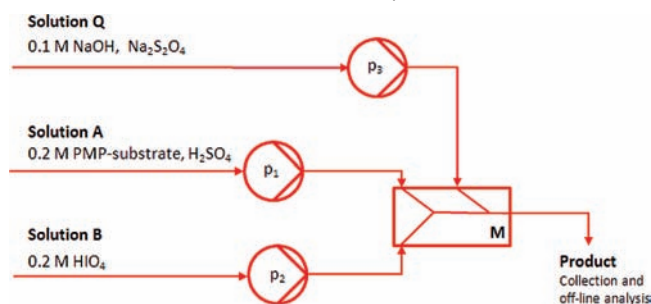 Solution Q
0.1 M NaOH, Na₂S₂O₄
p₃
Solution A
0.2 M PMP-substrate, H₂SO₄
p₁
M
Solution B
0.2 M HIO₄
p₂
Product
Collection and
off-line analysis